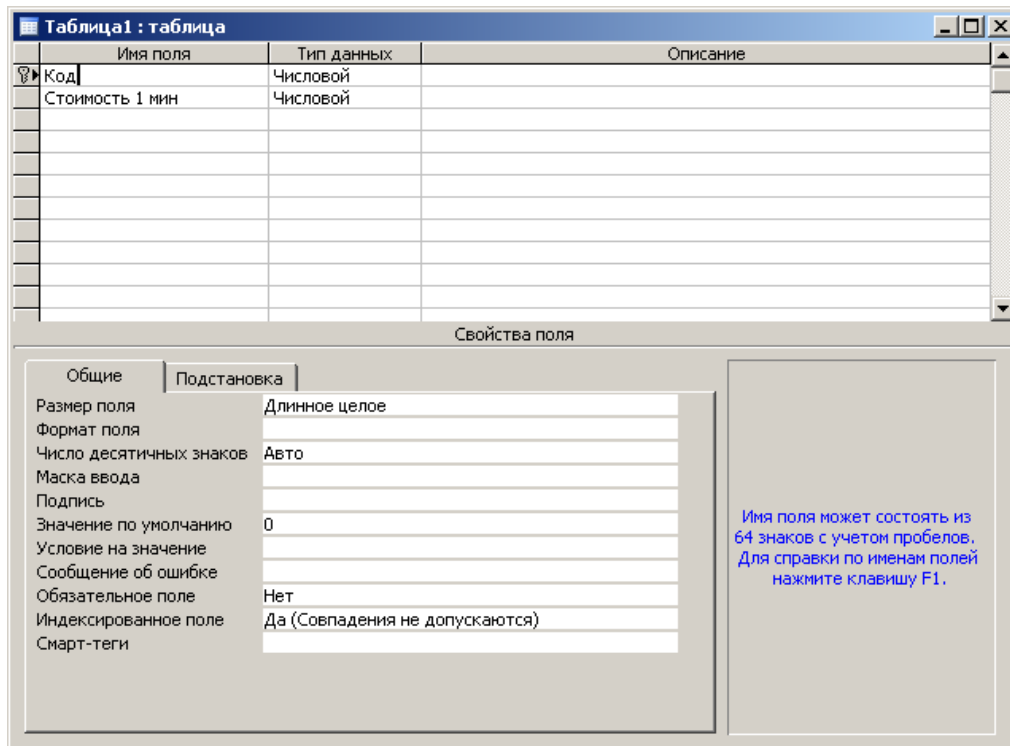 Таблица1 : таблица
Имя поля Тип данных Описание
Код Числовой
Стоимость 1 мин Числовой
Свойства поля
Общие Подстановка
Размер поля Длинное целое
Формат поля
Число десятичных знаков Авто
Маска ввода
Подпись
Значение по умолчанию 0
Условие на значение
Сообщение об ошибке
Обязательное поле Нет
Индексированное поле Да (Совпадения не допускаются)
Смарт-теги
Имя поля может состоять из
64 знаков с учетом пробелов.
Для справки по именам полей
нажмите клавишу F1.